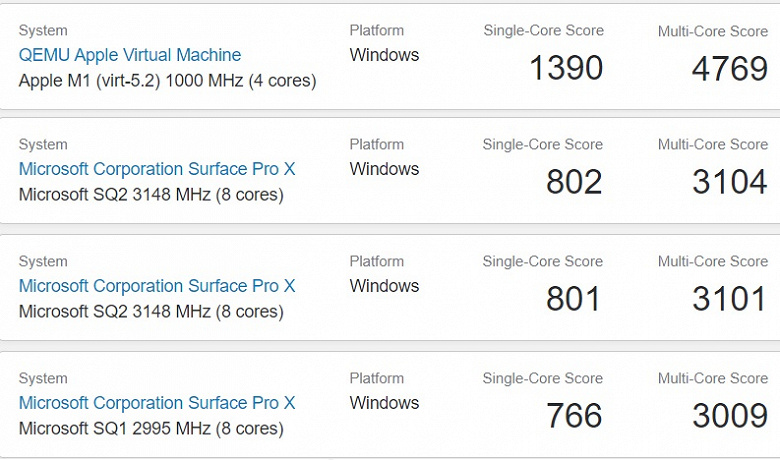 System Platform Single-Core Score Multi-Core Score
QEMU Apple Virtual Machine Windows 1390 4769
Apple M1 (virt-5.2) 1000 MHz (4 cores)
System Platform Single-Core Score Multi-Core Score
Microsoft Corporation Surface Pro X Windows 802 3104
Microsoft SQ2 3148 MHz (8 cores)
System Platform Single-Core Score Multi-Core Score
Microsoft Corporation Surface Pro X Windows 801 3101
Microsoft SQ2 3148 MHz (8 cores)
System Platform Single-Core Score Multi-Core Score
Microsoft Corporation Surface Pro X Windows 766 3009
Microsoft SQ1 2995 MHz (8 cores)